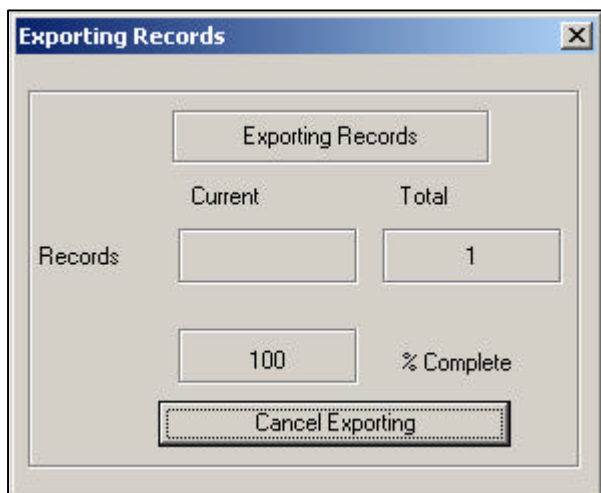 Exporting Records
Exporting Records
Current Total
Records 1
100 % Complete
Cancel Exporting